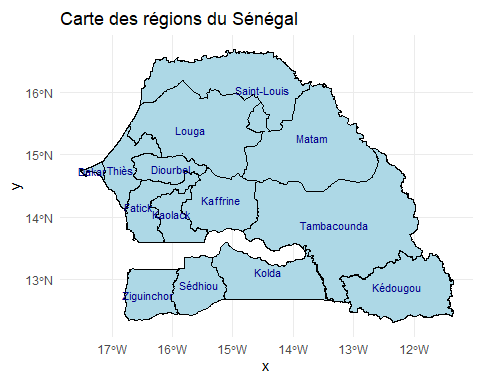 Carte des régions du Sénégal
16°N
15°N
14°N
13°N
y
Saint-Louis
Louga
Matam
Dakar
Thiès
Diourbel
Fatick
Kaolack
Kaffrine
Tambacounda
Ziguinchor
Sédhiou
Kolda
Kédougou
17°W
16°W
15°W
14°W
13°W
12°W
x